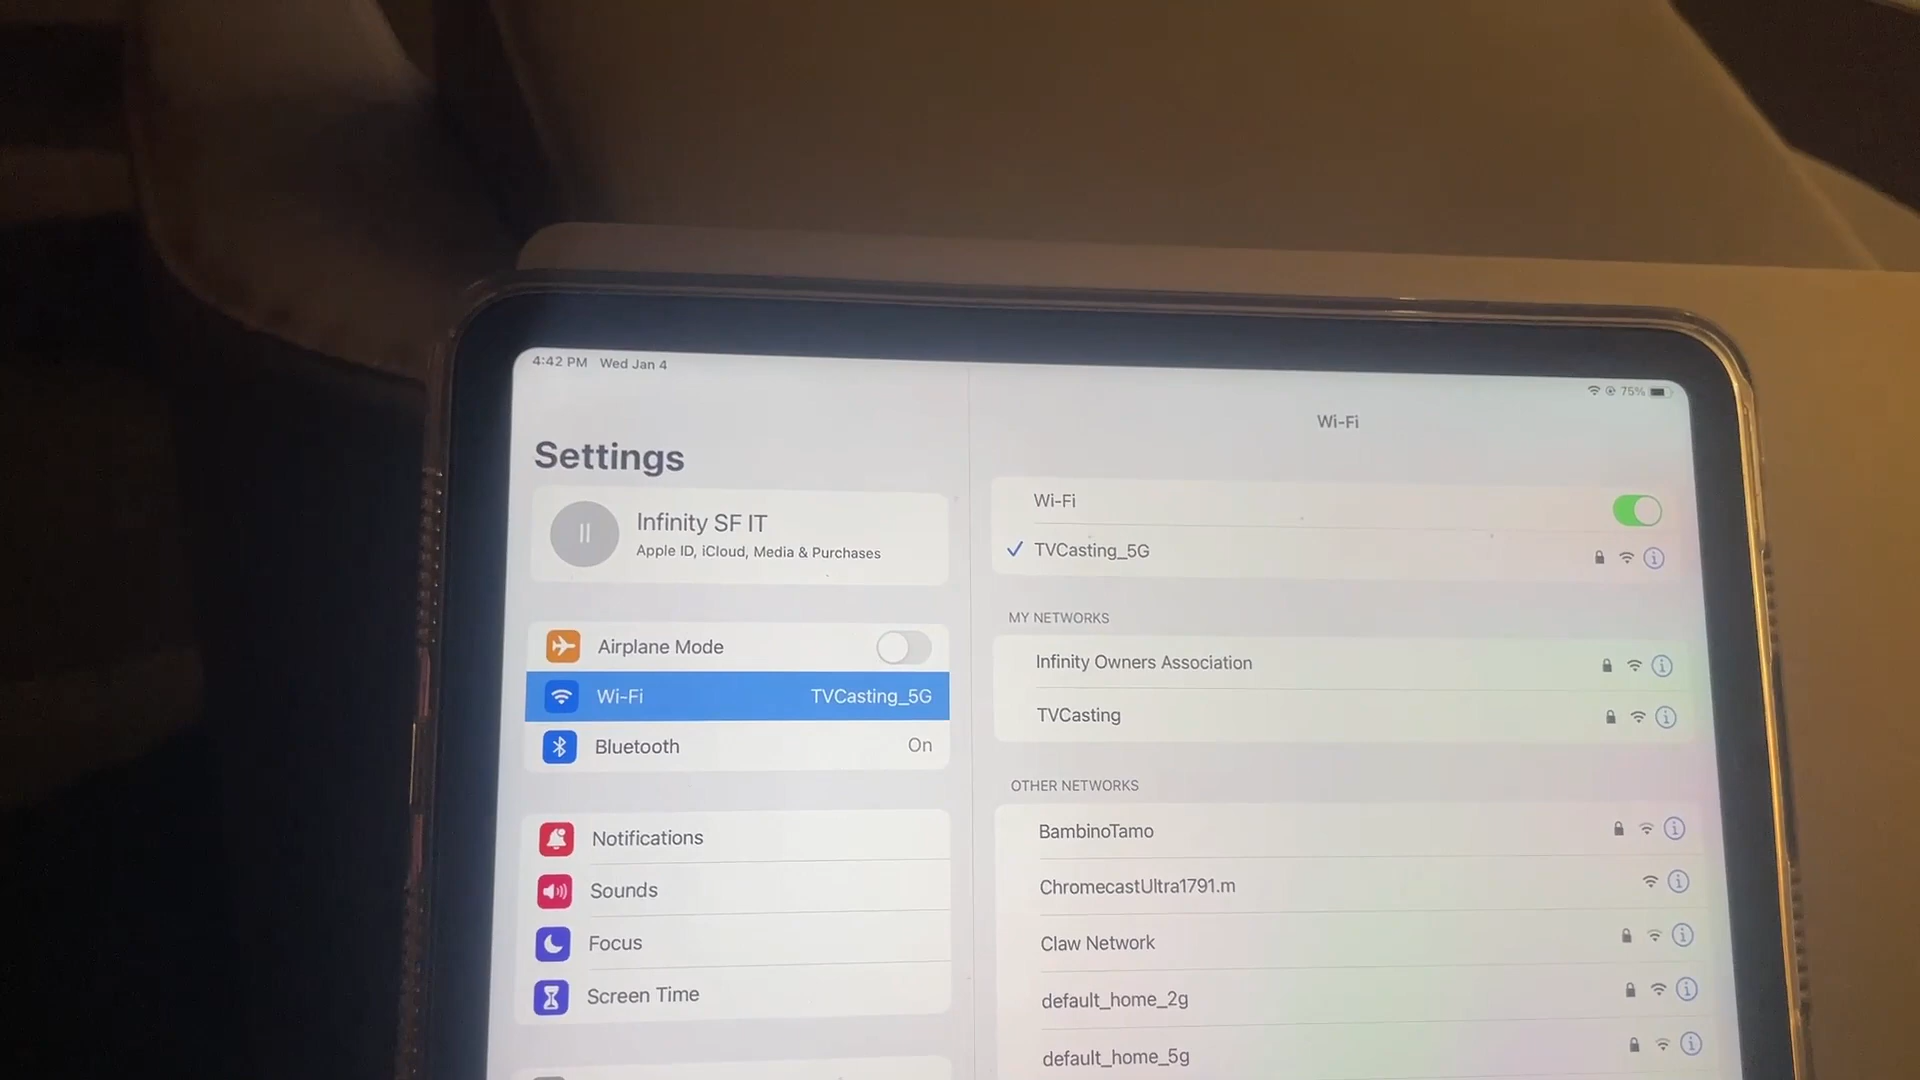 4:42 PM Wed Jan 4
75%
Settings
II
Infinity SF IT
Apple ID, iCloud, Media & Purchases
Airplane Mode
Wi-Fi TVCasting_5G
Bluetooth On
Notifications
Sounds
Focus
Screen Time
Wi-Fi
Wi-Fi
TVCasting_5G
MY NETWORKS
Infinity Owners Association
TVCasting
OTHER NETWORKS
BambinoTamo
ChromecastUltra1791.m
Claw Network
default_home_2g
default_home_5g